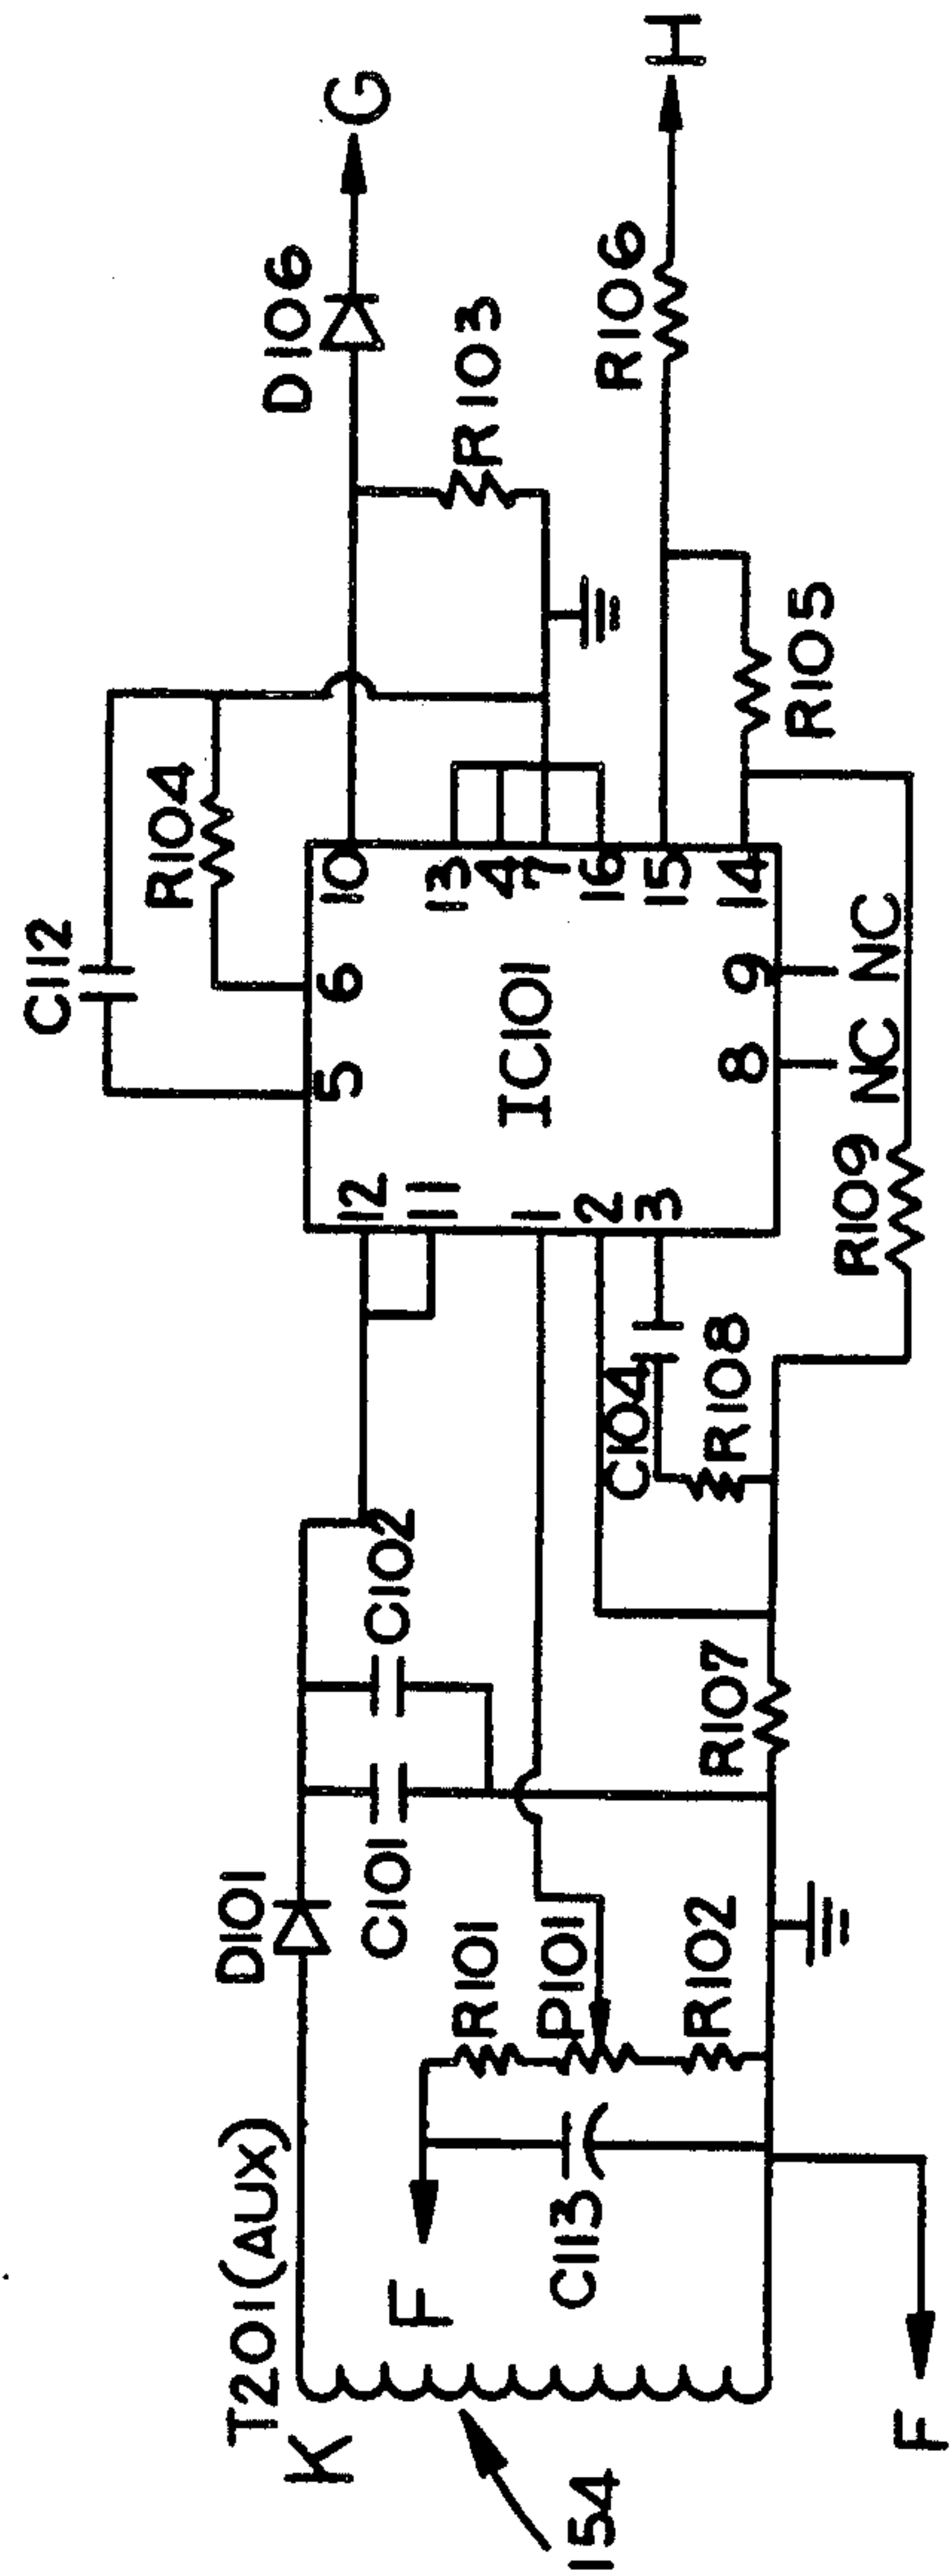 T201(AUX)
K
154
F
F
C113
R101
P101
R102
D101
C101
C102
R107
C104
R108
R109
12
11
1
2
3
5
6
IC101
8
9
NC
NC
10
13
4
7
16
15
14
C112
R104
D106
G
R103
R105
R106
H